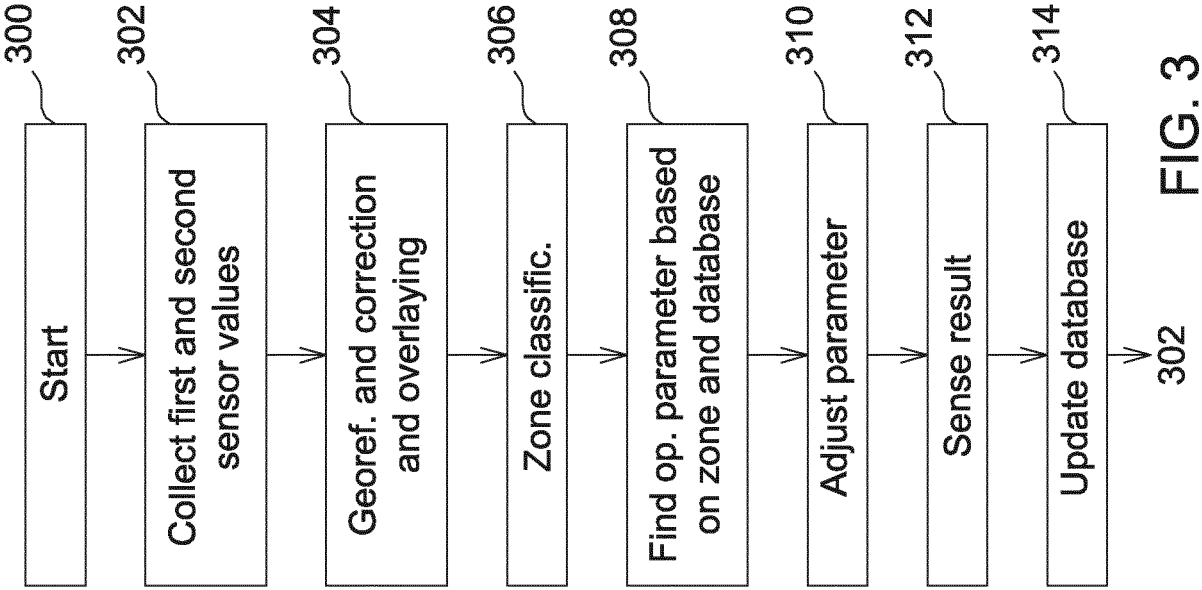 300
Start
302
Collect first and second
sensor values
304
Georef. and correction
and overlaying
306
Zone classific.
308
Find op. parameter based
on zone and database
310
Adjust parameter
312
Sense result
314
Update database
302
FIG. 3